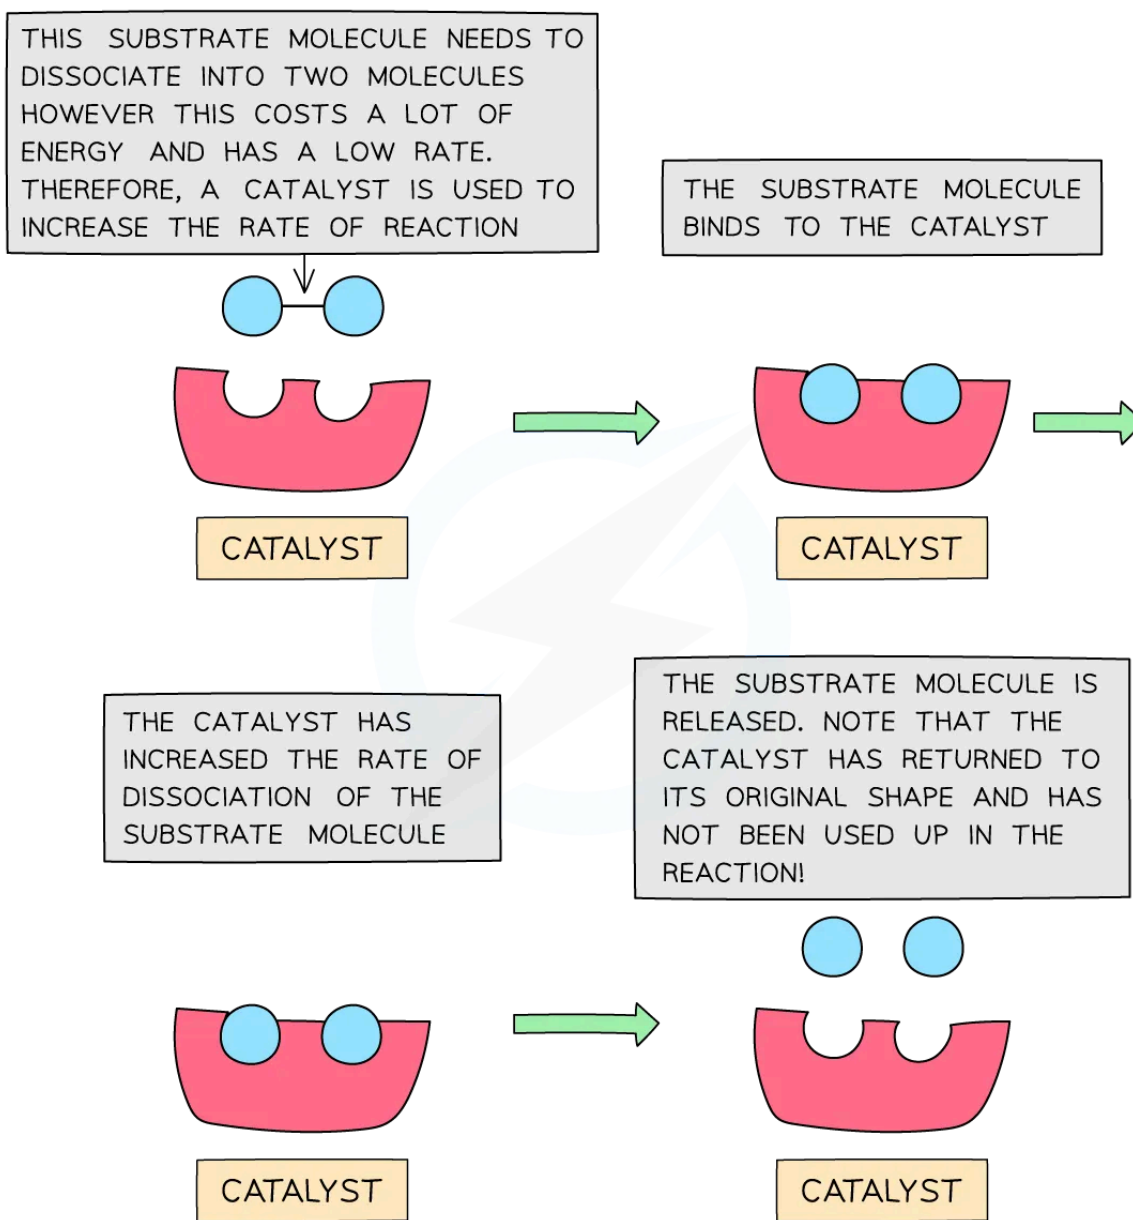 THIS SUBSTRATE MOLECULE NEEDS TO
DISSOCIATE INTO TWO MOLECULES
HOWEVER THIS COSTS A LOT OF
ENERGY AND HAS A LOW RATE.
THEREFORE, A CATALYST IS USED TO
INCREASE THE RATE OF REACTION
THE SUBSTRATE MOLECULE
BINDS TO THE CATALYST
CATALYST
CATALYST
THE CATALYST HAS
INCREASED THE RATE OF
DISSOCIATION OF THE
SUBSTRATE MOLECULE
THE SUBSTRATE MOLECULE IS
RELEASED. NOTE THAT THE
CATALYST HAS RETURNED TO
ITS ORIGINAL SHAPE AND HAS
NOT BEEN USED UP IN THE
REACTION!
CATALYST
CATALYST